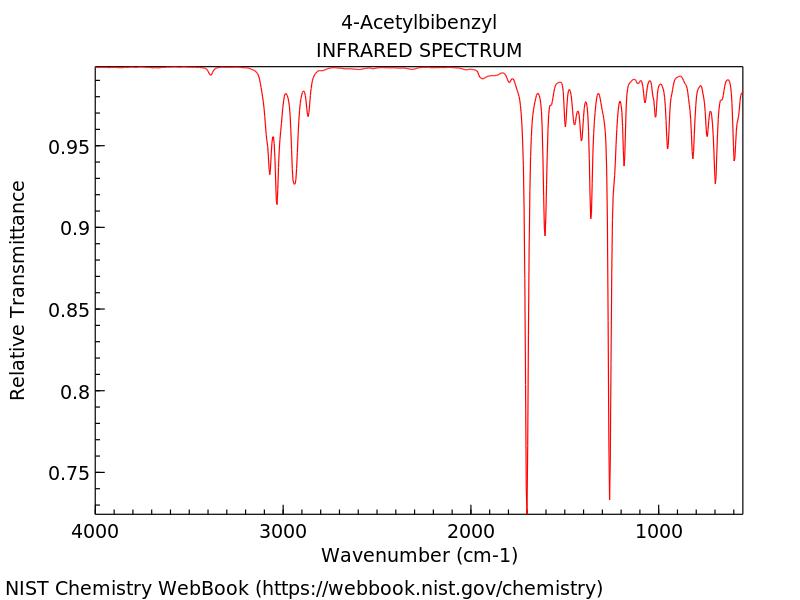 4-Acetylbibenzyl
INFRARED SPECTRUM
0.95
0.9
0.85
0.8
0.75
Relative Transmittance
4000 3000 2000 1000
Wavenumber (cm-1)
NIST Chemistry WebBook (https://webbook.nist.gov/chemistry)